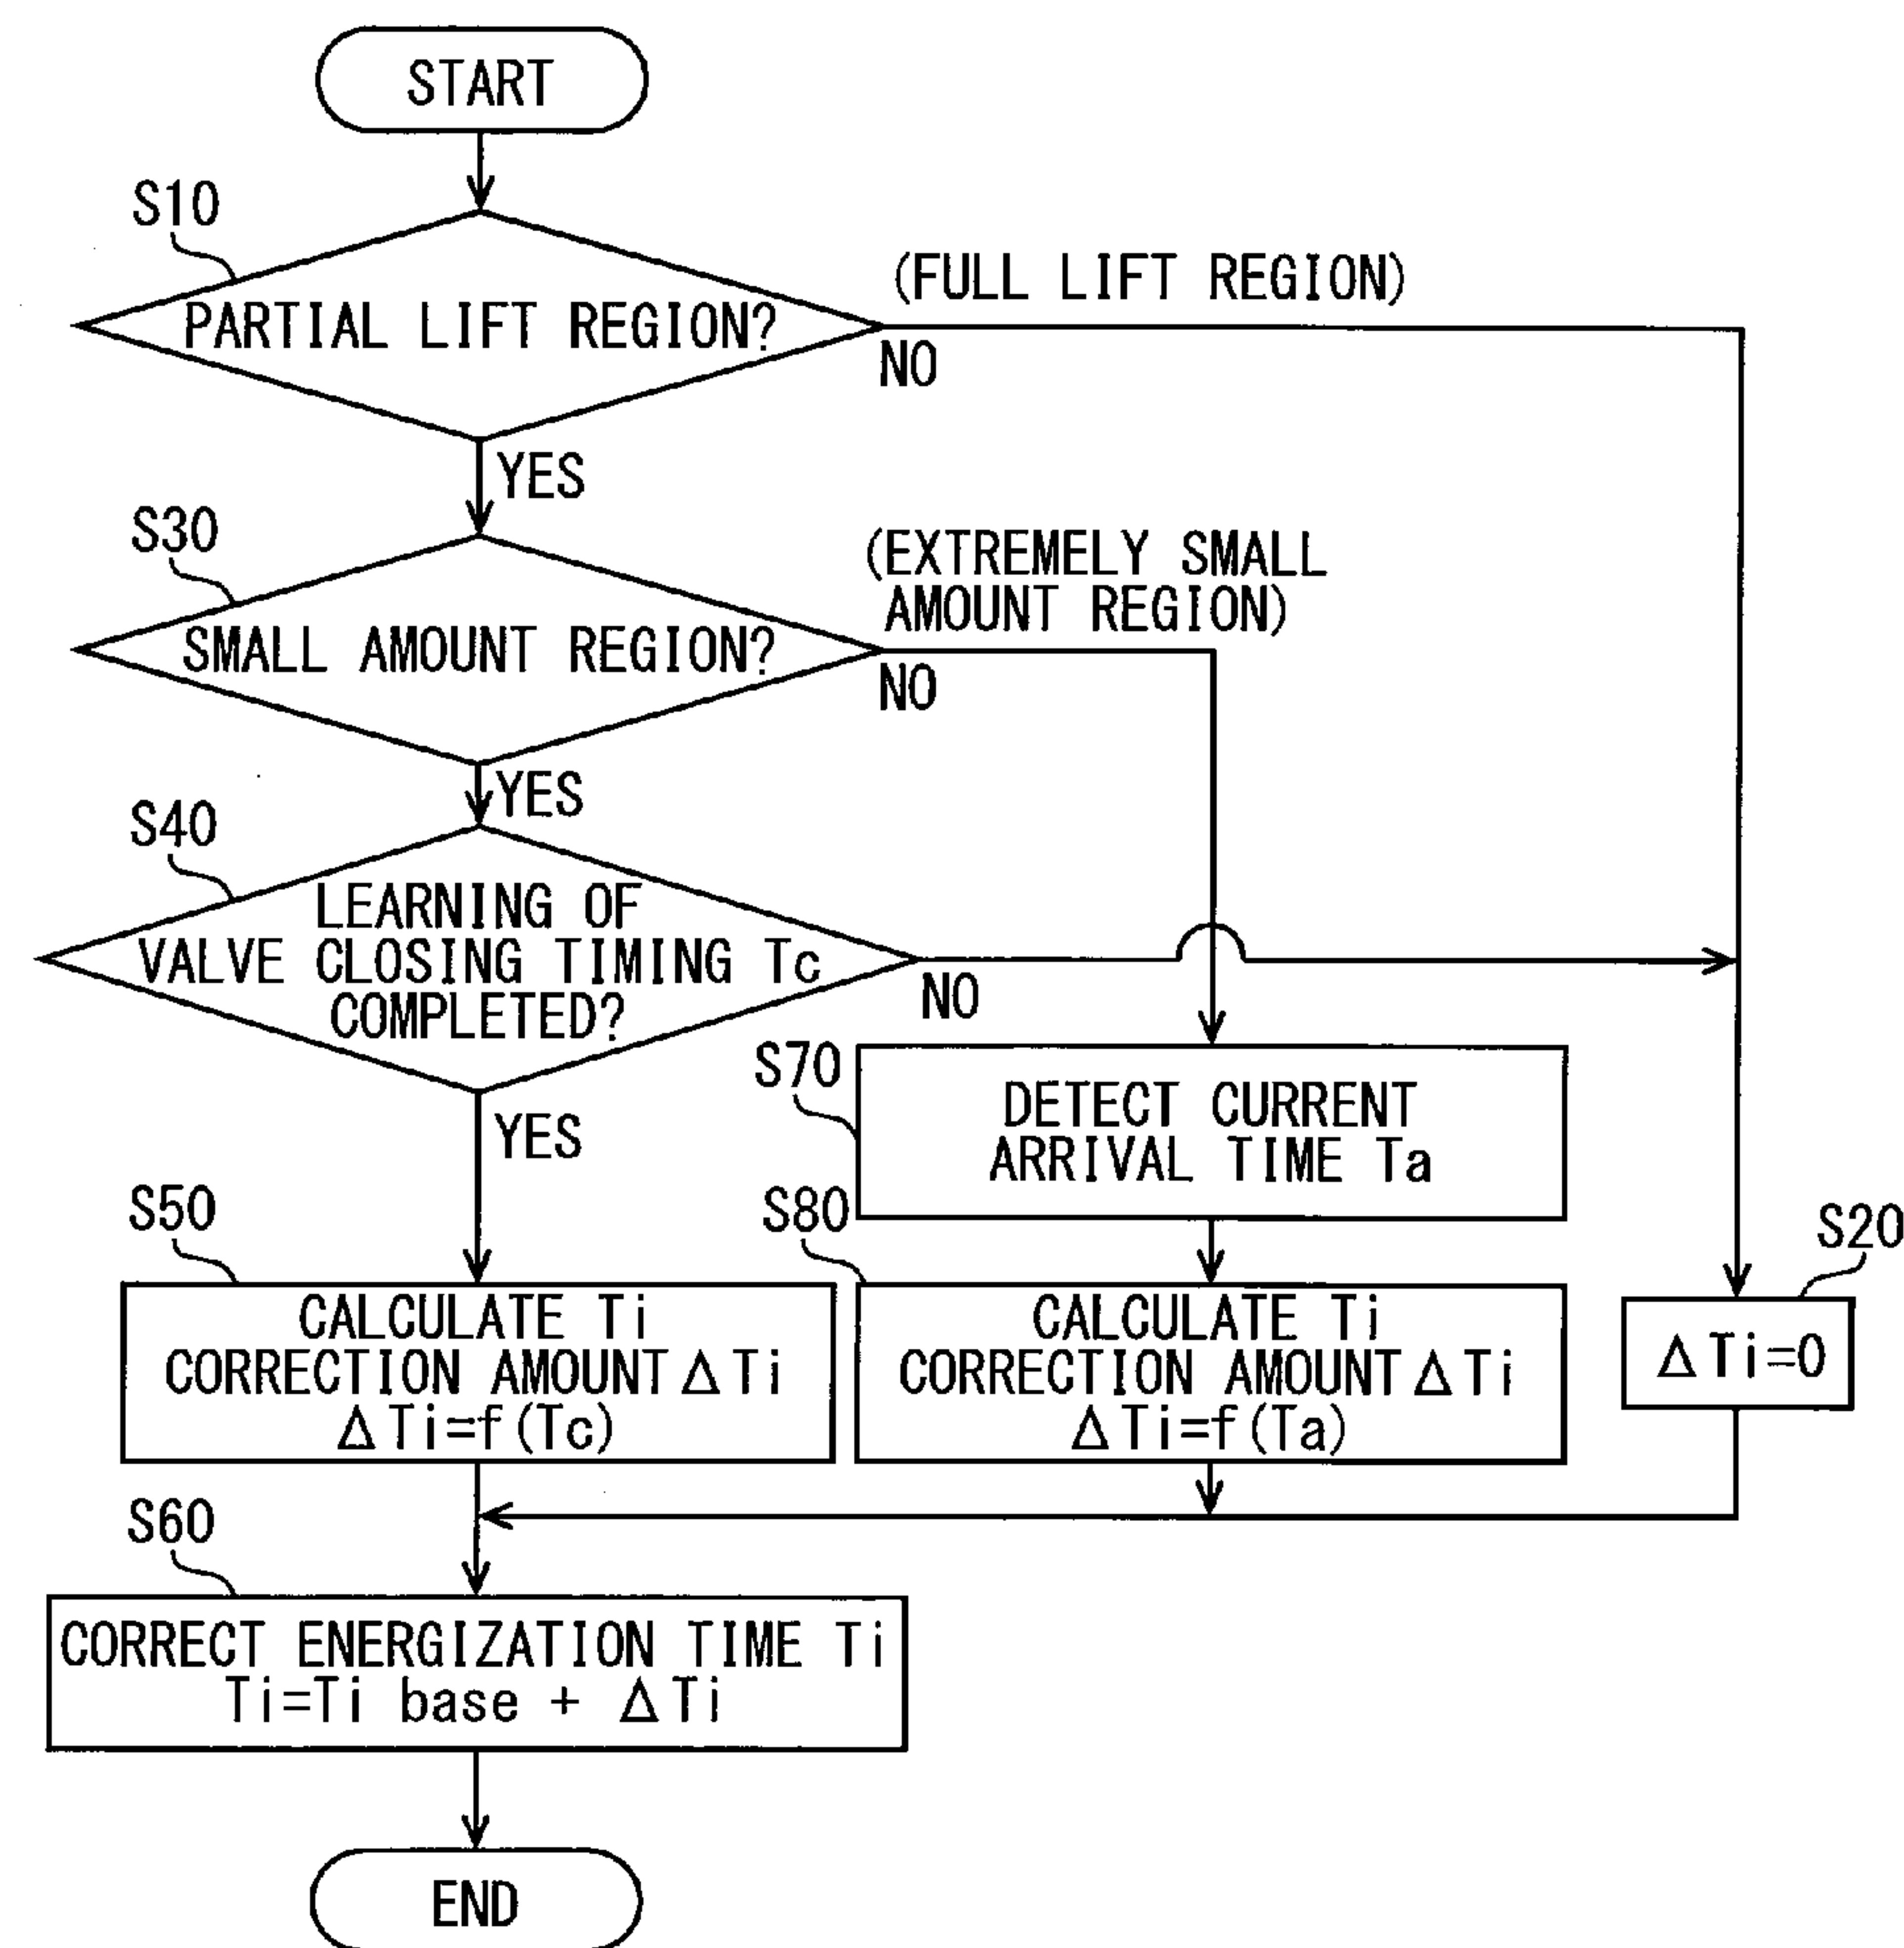 START
S10
PARTIAL LIFT REGION?
(FULL LIFT REGION)
NO
YES
S30
SMALL AMOUNT REGION?
(EXTREMELY SMALL
AMOUNT REGION)
NO
YES
S40
LEARNING OF
VALVE CLOSING TIMING Tc
COMPLETED?
NO
YES
S70
DETECT CURRENT
ARRIVAL TIME Ta
S50
CALCULATE Ti
CORRECTION AMOUNT ΔTi
ΔTi=f(Tc)
S80
CALCULATE Ti
CORRECTION AMOUNT ΔTi
ΔTi=f(Ta)
S20
ΔTi=0
S60
CORRECT ENERGIZATION TIME Ti
Ti=Ti base + ΔTi
END